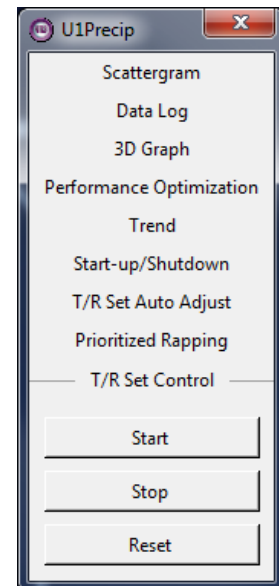 U1Precip
Scattergram
Data Log
3D Graph
Performance Optimization
Trend
Start-up/Shutdown
T/R Set Auto Adjust
Prioritized Rapping
T/R Set Control
Start
Stop
Reset